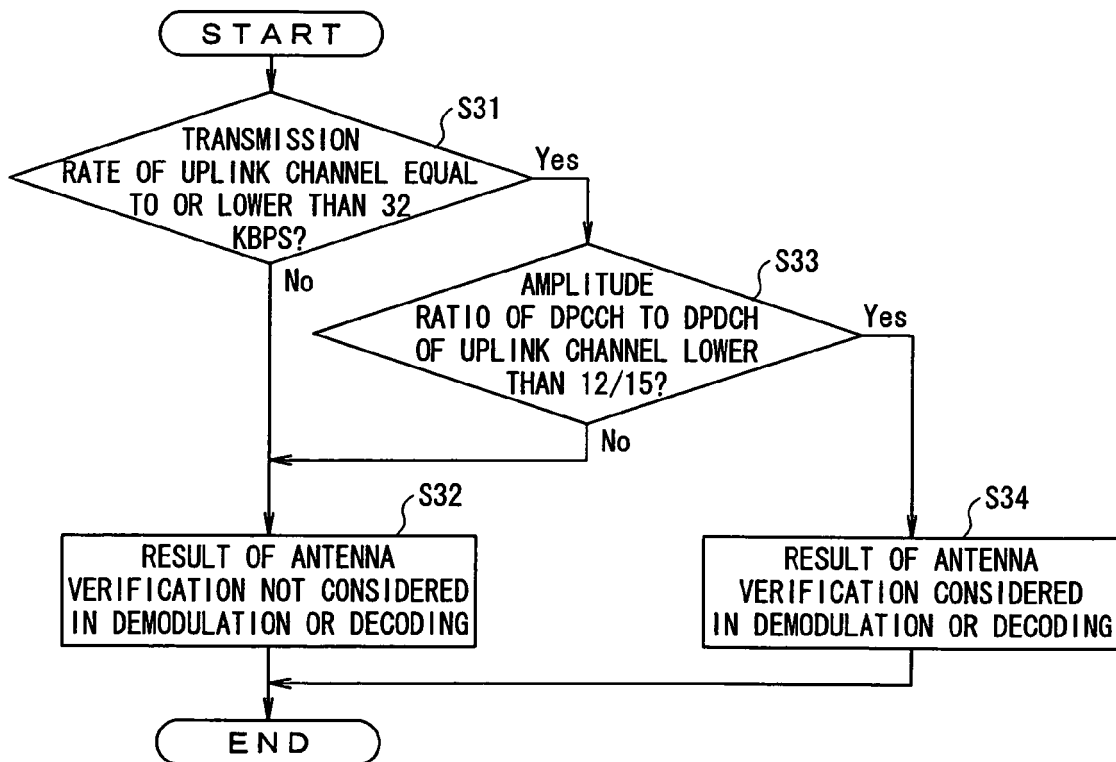 START
S31
TRANSMISSION
RATE OF UPLINK CHANNEL EQUAL
TO OR LOWER THAN 32
KBPS?
Yes
No
S33
AMPLITUDE
RATIO OF DPCCH TO DPDCH
OF UPLINK CHANNEL LOWER
THAN 12/15?
Yes
No
S32
RESULT OF ANTENNA
VERIFICATION NOT CONSIDERED
IN DEMODULATION OR DECODING
S34
RESULT OF ANTENNA
VERIFICATION CONSIDERED
IN DEMODULATION OR DECODING
END